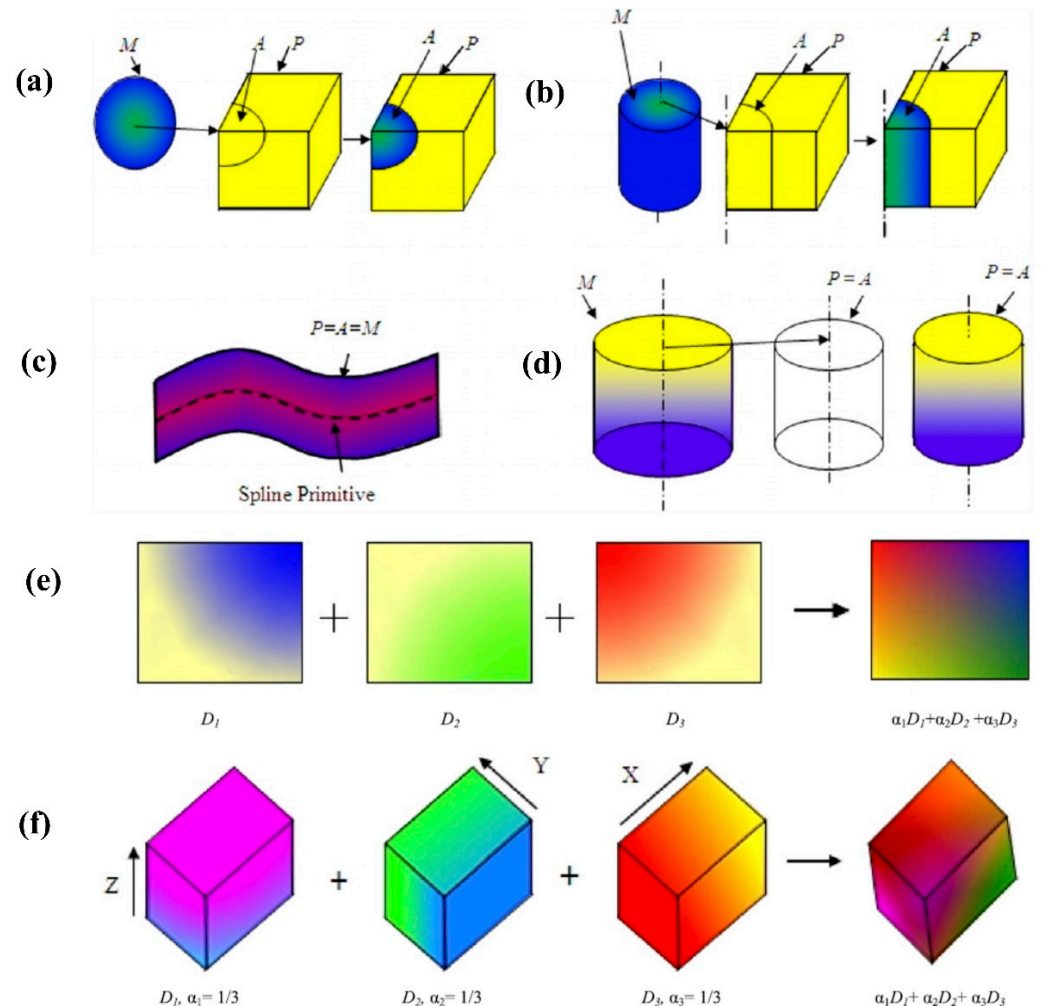 (a)
M
A
P
A
P
(b)
M
A
P
A
P
(c)
P=A=M
Spline Primitive
(d)
M
P = A
P = A
(e)
+
+
D₁
D₂
D₃
α₁D₁+α₂D₂ +α₃D₃
(f)
Z
+
Y
+
X
D₁, α₁= 1/3
D₂, α₂= 1/3
D₃, α₃= 1/3
α₁D₁+ α₂D₂+ α₃D₃